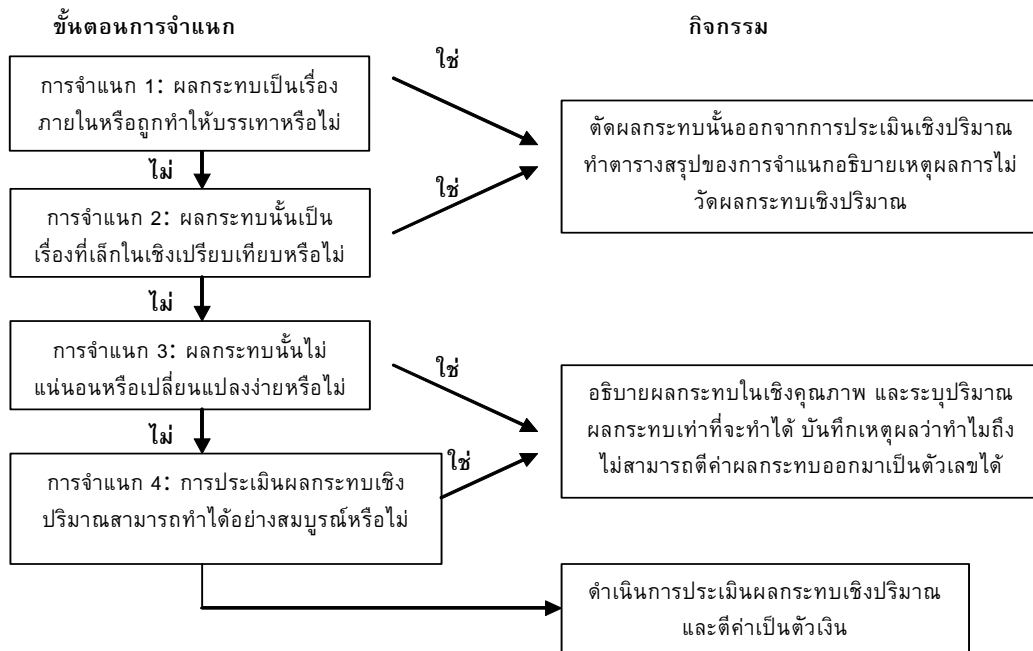 ขั้นตอนการจำแนก
กิจกรรม
การจำแนก 1: ผลกระทบเป็นเรื่อง
ภายในหรือถูกทำให้บรรเทาหรือไม่
ใช่
ไม่
ตัดผลกระทบนั้นออกจากการประเมินเชิงปริมาณ
ทำตารางสรุปของการจำแนกอธิบายเหตุผลการไม่
วัดผลกระทบเชิงปริมาณ
การจำแนก 2: ผลกระทบนั้นเป็น
เรื่องที่เล็กในเชิงเปรียบเทียบหรือไม่
ใช่
ไม่
การจำแนก 3: ผลกระทบนั้นไม่
แน่นอนหรือเปลี่ยนแปลงง่ายหรือไม่
ใช่
ไม่
อธิบายผลกระทบในเชิงคุณภาพ และระบุปริมาณ
ผลกระทบเท่าที่จะทำได้ บันทึกเหตุผลว่าทำไมถึง
ไม่สามารถตีค่าผลกระทบออกมาเป็นตัวเลขได้
การจำแนก 4: การประเมินผลกระทบเชิง
ปริมาณสามารถทำได้อย่างสมบูรณ์หรือไม่
ใช่
ดำเนินการประเมินผลกระทบเชิงปริมาณ
และตีค่าเป็นตัวเงิน